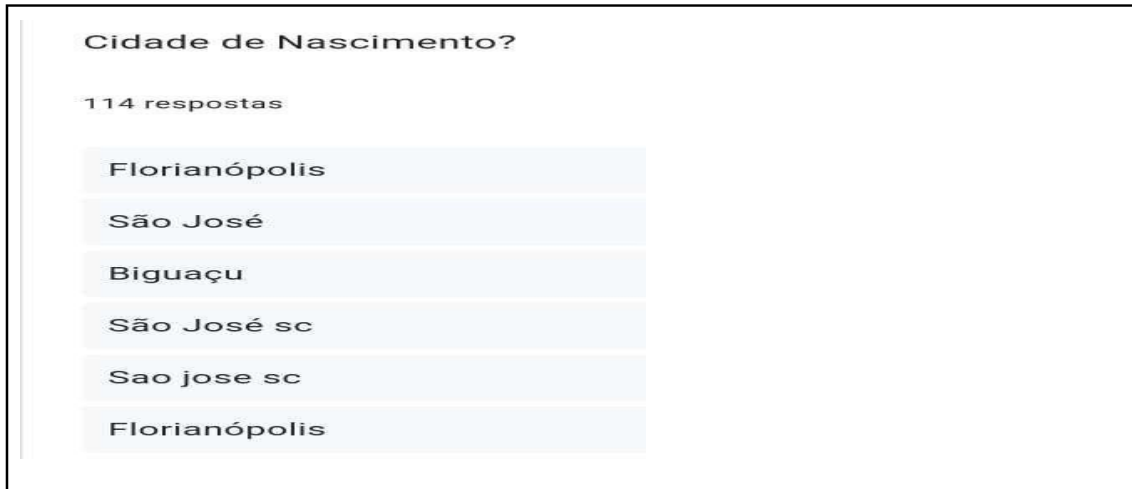 Cidade de Nascimento?
114 respostas
Florianópolis
São José
Biguaçu
São José sc
Sao jose sc
Florianópolis